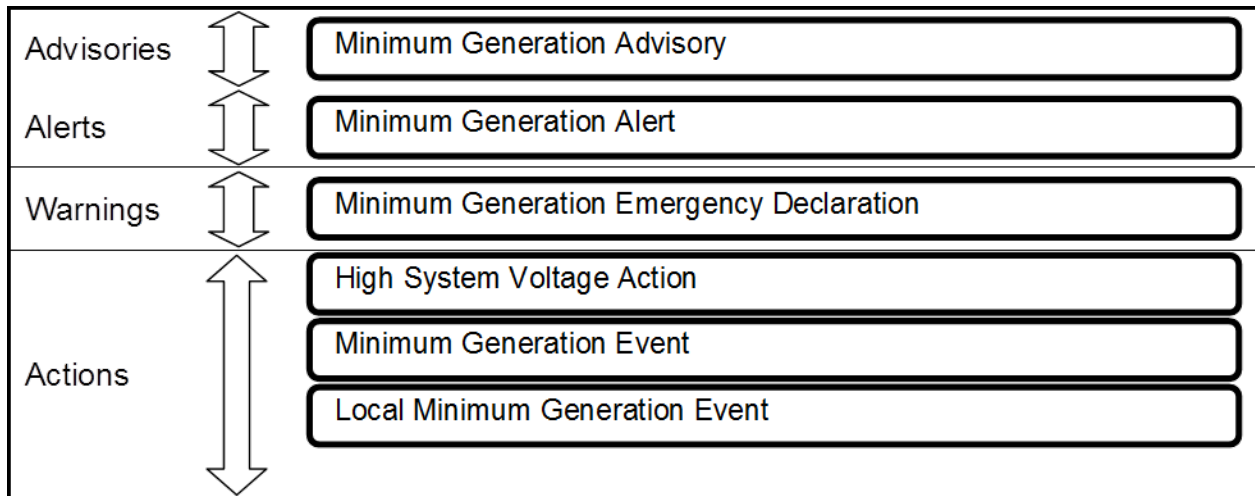 Advisories
Minimum Generation Advisory
Alerts
Minimum Generation Alert
Warnings
Minimum Generation Emergency Declaration
Actions
High System Voltage Action
Minimum Generation Event
Local Minimum Generation Event